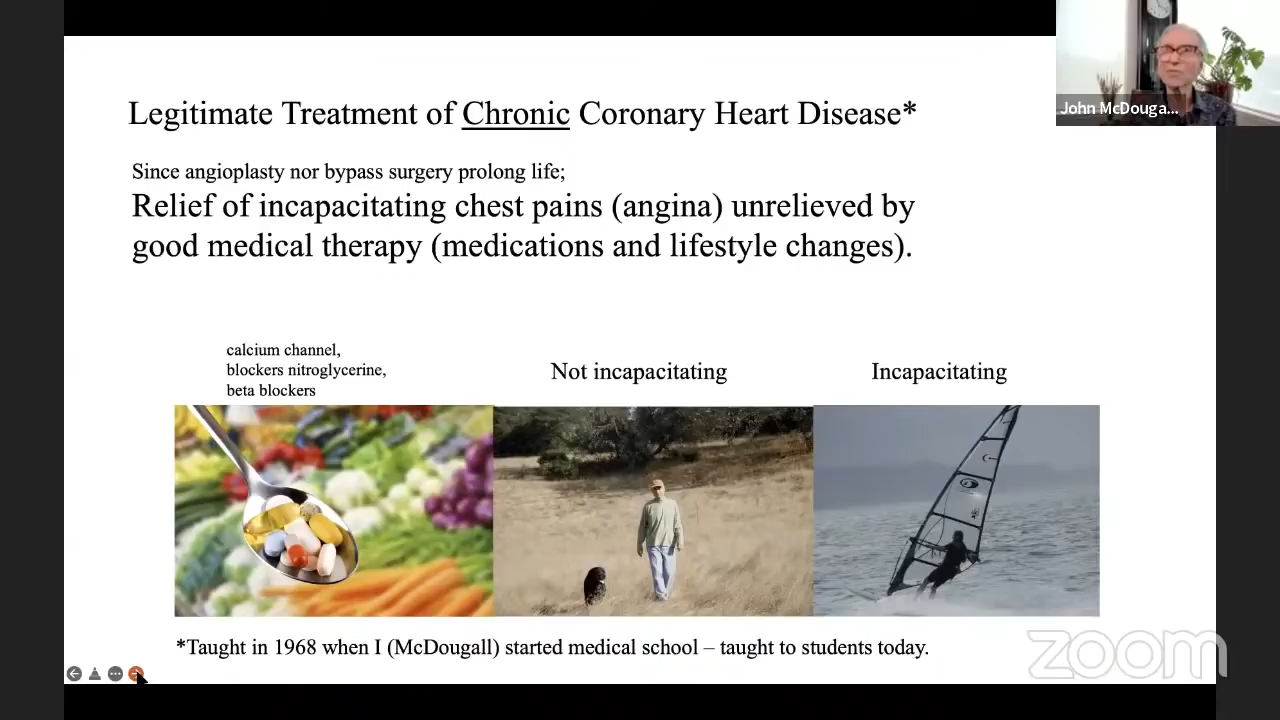 Legitimate Treatment of Chronic Coronary Heart Disease*
John McDouga...
Since angioplasty nor bypass surgery prolong life;
Relief of incapacitating chest pains (angina) unrelieved by
good medical therapy (medications and lifestyle changes).
calcium channel,
blockers nitroglycerine,
beta blockers
Not incapacitating
Incapacitating
*Taught in 1968 when I (McDougall) started medical school – taught to students today.
zoom